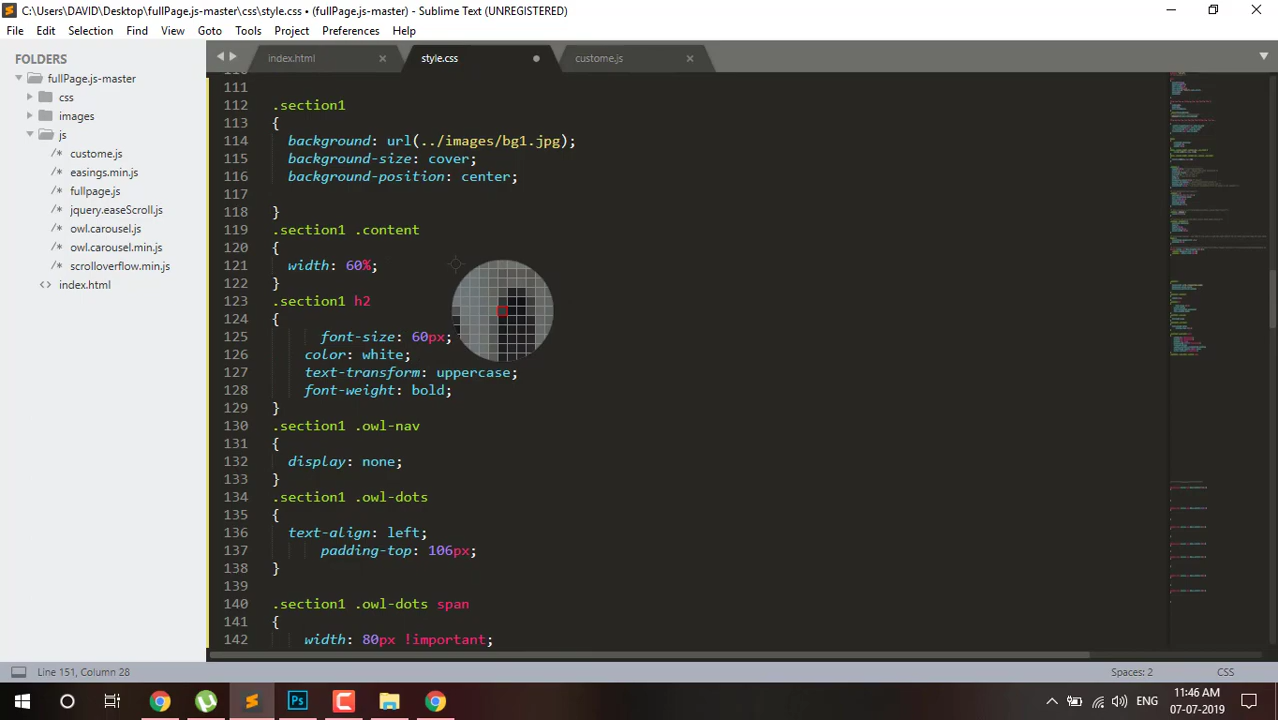 C:\Users\DAVID\Desktop\fullPage.js-master\css\style.css • (fullPage.js-master) - Sublime Text (UNREGISTERED)
File Edit Selection Find View Goto Tools Project Preferences Help
FOLDERS
fullPage.js-master
css
images
js
custome.js
easings.min.js
fullpage.js
jquery.easeScroll.js
owl.carousel.js
owl.carousel.min.js
scrolloverflow.min.js
index.html
index.html style.css custome.js
111
112 .section1
113 {
114 background: url(../images/bg1.jpg);
115 background-size: cover;
116 background-position: center;
117
118 }
119 .section1 .content
120 {
121 width: 60%;
122 }
123 .section1 h2
124 {
125 font-size: 60px;
126 color: white;
127 text-transform: uppercase;
128 font-weight: bold;
129 }
130 .section1 .owl-nav
131 {
132 display: none;
133 }
134 .section1 .owl-dots
135 {
136 text-align: left;
137 padding-top: 106px;
138 }
139
140 .section1 .owl-dots span
141 {
142 width: 80px !important;
Line 151, Column 28 Spaces: 2 CSS
Ps ENG 11:46 AM
07-07-2019